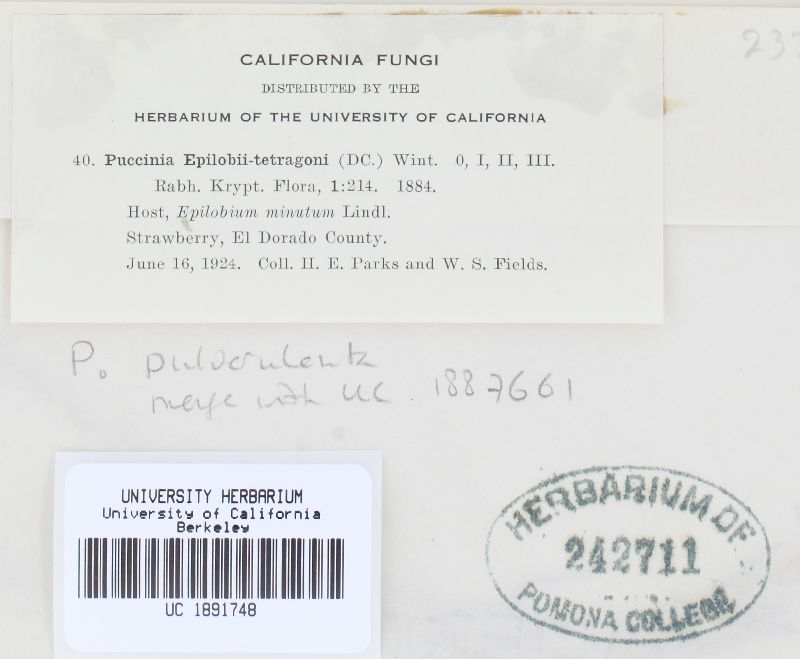 CALIFORNIA FUNGI
DISTRIBUTED BY THE
HERBARIUM OF THE UNIVERSITY OF CALIFORNIA
40. Puccinia Epilobii-tetragoni (DC.) Wint. 0, I, II, III.
Rabh. Krypt. Flora, 1:214. 1884.
Host, Epilobium minutum Lindl.
Strawberry, El Dorado County.
June 16, 1924. Coll. H. E. Parks and W. S. Fields.
P. pulverulenta
merge with UC 1887661
UNIVERSITY HERBARIUM
University of California
Berkeley
UC 1891748
HERBARIUM OF
242711
POMONA COLLEGE